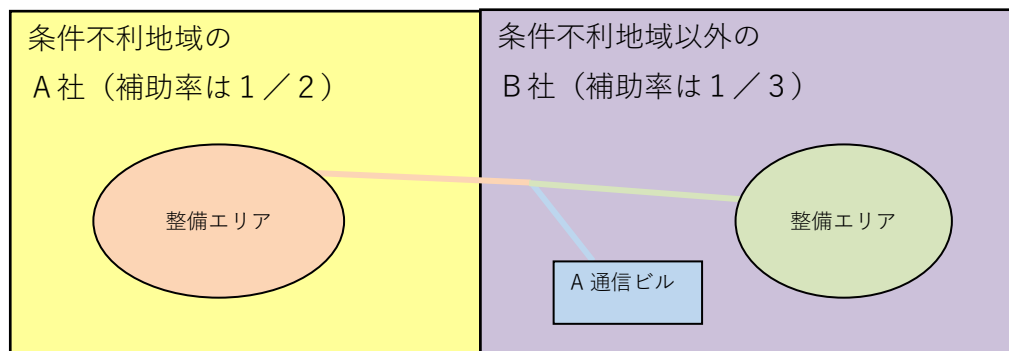 条件不利地域の
A社（補助率は１／２）
条件不利地域以外の
B社（補助率は１／３）
整備エリア
整備エリア
A 通信ビル